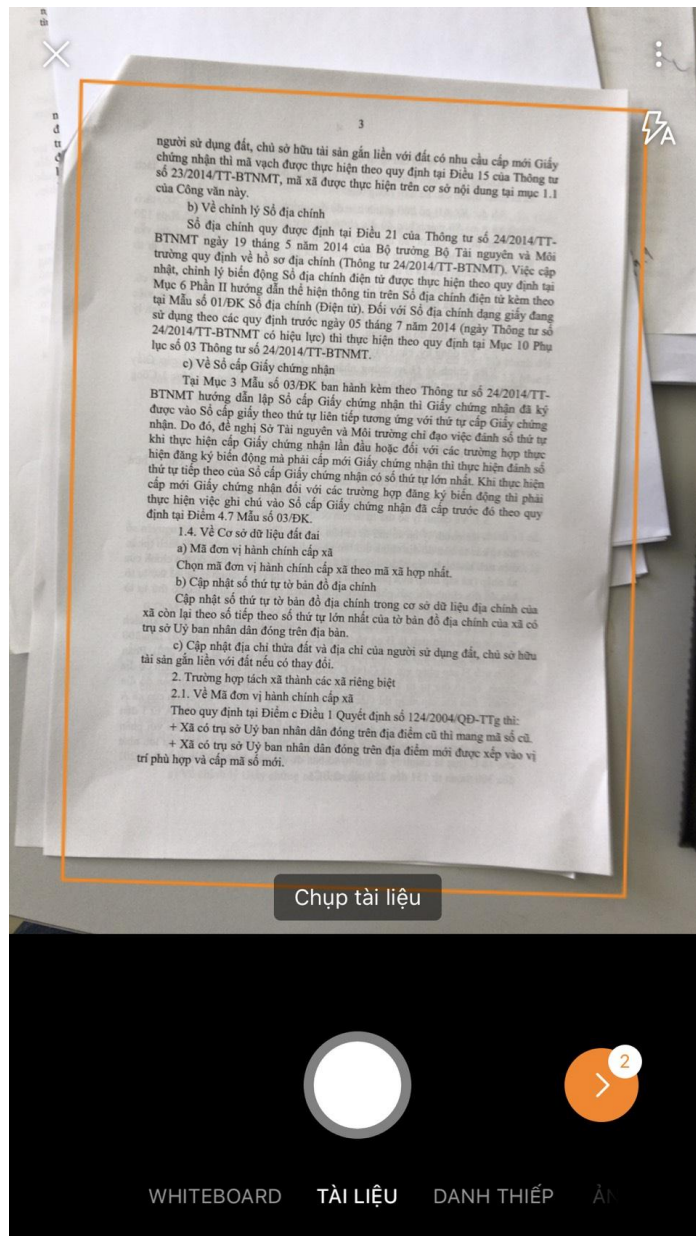 3
người sử dụng đất, chủ sở hữu tài sản gắn liền với đất có nhu cầu cấp mới Giấy
chứng nhận thì mã vạch được thực hiện theo quy định tại Điều 15 của Thông tư
số 23/2014/TT-BTNMT, mã xã được thực hiện trên cơ sở nội dung tại mục 1.1
của Công văn này.
b) Về chỉnh lý Sổ địa chính
Sổ địa chính quy được định tại Điều 21 của Thông tư số 24/2014/TT-
BTNMT ngày 19 tháng 5 năm 2014 của Bộ trưởng Bộ Tài nguyên và Môi
trường quy định về hồ sơ địa chính (Thông tư 24/2014/TT-BTNMT). Việc cập
nhật, chỉnh lý biến động Sổ địa chính điện tử được thực hiện theo quy định tại
Mục 6 Phần II hướng dẫn thể hiện thông tin trên Sổ địa chính điện tử kèm theo
tại Mẫu số 01/ĐK Sổ địa chính (Điện tử). Đối với Sổ địa chính dạng giấy đang
sử dụng theo các quy định trước ngày 05 tháng 7 năm 2014 (ngày Thông tư số
24/2014/TT-BTNMT có hiệu lực) thì thực hiện theo quy định tại Mục 10 Phụ
lục số 03 Thông tư số 24/2014/TT-BTNMT.
c) Về Sổ cấp Giấy chứng nhận
Tại Mục 3 Mẫu số 03/ĐK ban hành kèm theo Thông tư số 24/2014/TT-
BTNMT hướng dẫn lập Sổ cấp Giấy chứng nhận thì Giấy chứng nhận đã ký
được vào Sổ cấp giấy theo thứ tự liên tiếp tương ứng với thứ tự cấp Giấy chứng
nhận. Do đó, đề nghị Sở Tài nguyên và Môi trường chỉ đạo việc đánh số thứ tự
khi thực hiện cấp Giấy chứng nhận lần đầu hoặc đối với các trường hợp thực
hiện đăng ký biến động mà phải cấp mới Giấy chứng nhận thì thực hiện đánh số
thứ tự tiếp theo của Sổ cấp Giấy chứng nhận có số thứ tự lớn nhất. Khi thực hiện
cấp mới Giấy chứng nhận đối với các trường hợp đăng ký biến động thì phải
thực hiện việc ghi chú vào Sổ cấp Giấy chứng nhận đã cấp trước đó theo quy
định tại Điểm 4.7 Mẫu số 03/ĐK.
1.4. Về Cơ sở dữ liệu đất đai
a) Mã đơn vị hành chính cấp xã
Chọn mã đơn vị hành chính cấp xã theo mã xã hợp nhất.
b) Cập nhật số thứ tự tờ bản đồ địa chính
Cập nhật số thứ tự tờ bản đồ địa chính trong cơ sở dữ liệu địa chính của
xã còn lại theo số tiếp theo số thứ tự lớn nhất của tờ bản đồ địa chính của xã có
trụ sở Uỷ ban nhân dân đóng trên địa bàn.
c) Cập nhật địa chỉ thửa đất và địa chỉ của người sử dụng đất, chủ sở hữu
tài sản gắn liền với đất nếu có thay đổi.
2. Trường hợp tách xã thành các xã riêng biệt
2.1. Về Mã đơn vị hành chính cấp xã
Theo quy định tại Điểm c Điều 1 Quyết định số 124/2004/QĐ-TTg thì:
+ Xã có trụ sở Uỷ ban nhân dân đóng trên địa điểm cũ thì mang mã số cũ.
+ Xã có trụ sở Uỷ ban nhân dân đóng trên địa điểm mới được xếp vào vị
trí phù hợp và cấp mã số mới.
Chụp tài liệu
2
WHITEBOARD TÀI LIỆU DANH THIẾP